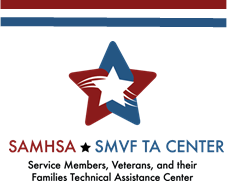 SAMHSA ★ SMVF TA CENTER
Service Members, Veterans, and their
Families Technical Assistance Center